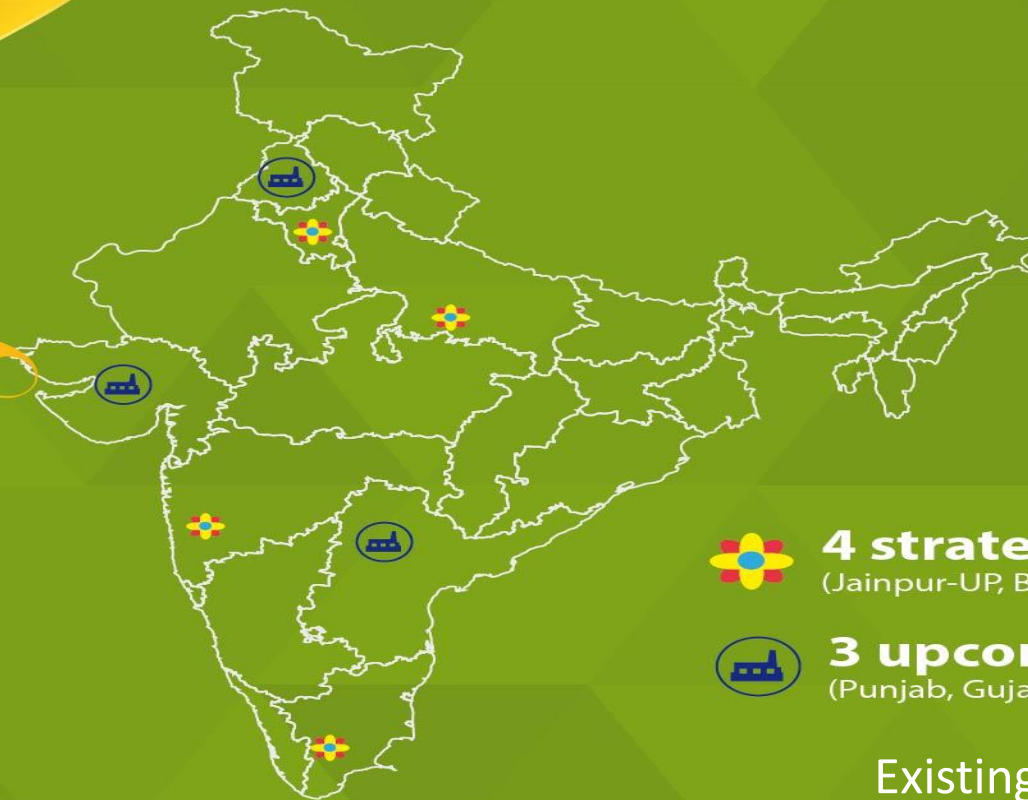 4 strate
(Jainpur-UP, B
3 upcor
(Punjab, Guja
Existing